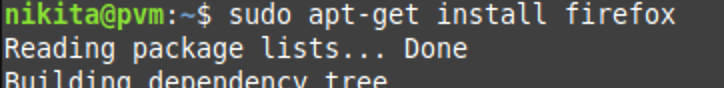 nikita@pvm:~$ sudo apt-get install firefox
Reading package lists... Done
Building dependency tree